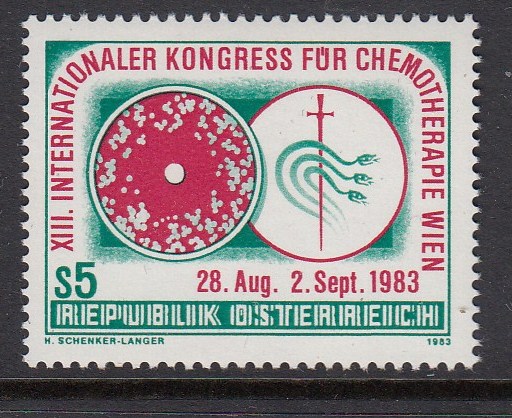 XIII. INTERNATIONALER KONGRESS FÜR CHEMOTHERAPIE WIEN
28. Aug. 2. Sept. 1983
S5
REPUBLIK ÖSTERREICH
H. SCHENKER-LANGER 1983